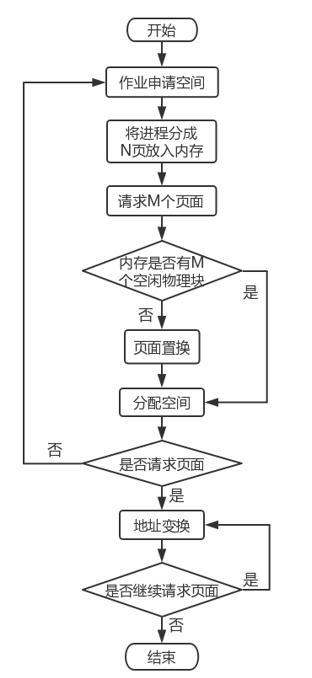 开始
作业申请空间
将进程分成
N页放入内存
请求M个页面
内存是否有M
个空闲物理块
是
否
页面置换
分配空间
否
是否请求页面
是
地址变换
是否继续请求页面
是
否
结束